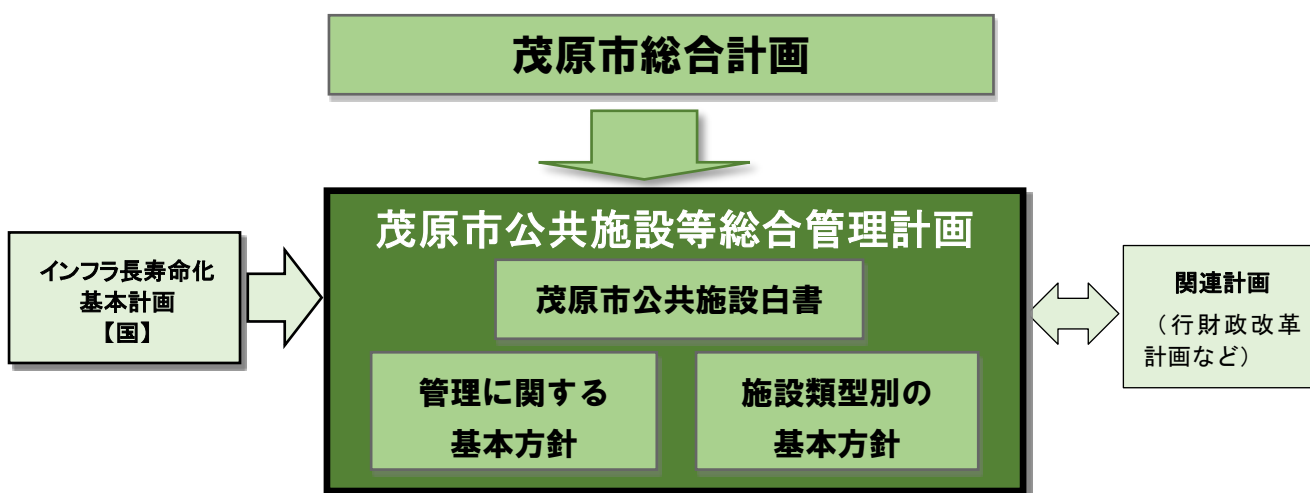 茂原市総合計画
茂原市公共施設等総合管理計画
インフラ長寿命化
基本計画
【国】
茂原市公共施設白書
関連計画
（行財政改革
計画など）
管理に関する
基本方針
施設類型別の
基本方針